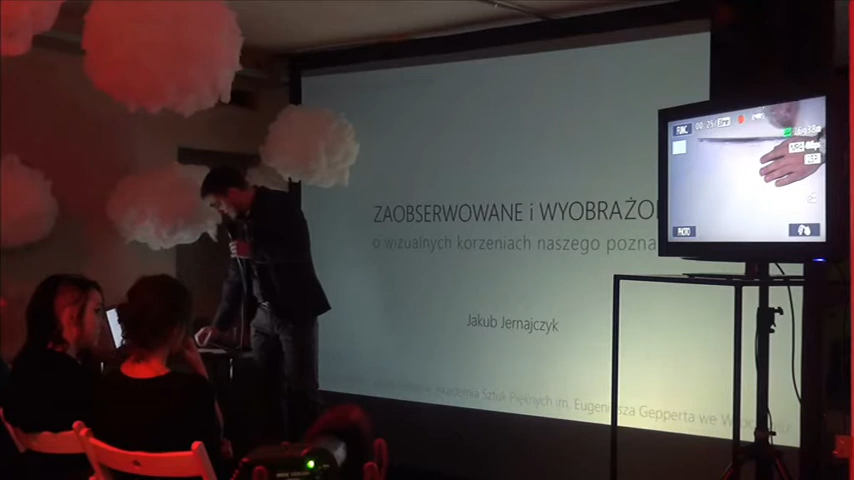 ZAOBSERWOWANE i WYOBRAŻO
o wizualnych korzeniach naszego pozna
Jakub Jernajczyk
Akademia Sztuk Pięknych im. Eugeniusza Gepperta we W
FUNC.
PHOTO